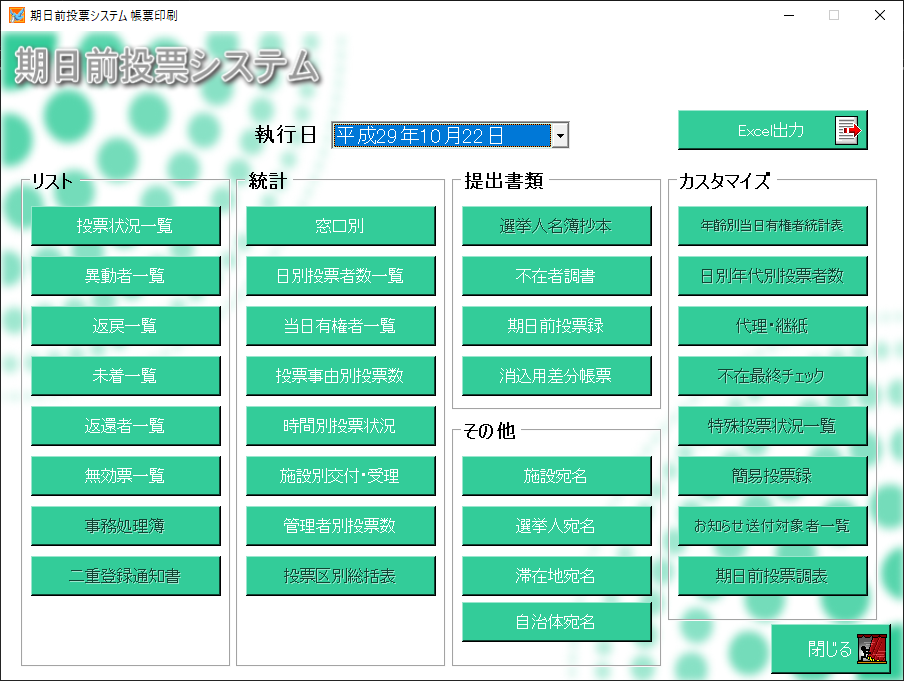 期日前投票システム 帳票印刷
期日前投票システム
執行日 平成29年10月22日
Excel出力
リスト
投票状況一覧
異動者一覧
返戻一覧
未着一覧
返還者一覧
無効票一覧
事務処理簿
二重登録通知書
統計
窓口別
日別投票者数一覧
当日有権者一覧
投票事由別投票数
時間別投票状況
施設別交付・受理
管理者別投票数
投票区別総括表
提出書類
選挙人名簿抄本
不在者調書
期日前投票録
消込用差分帳票
その他
施設宛名
選挙人宛名
滞在地宛名
自治体宛名
カスタマイズ
年齢別当日有権者統計表
日別年代別投票者数
代理・継紙
不在最終チェック
特殊投票状況一覧
簡易投票録
お知らせ送付対象者一覧
期日前投票調表
閉じる